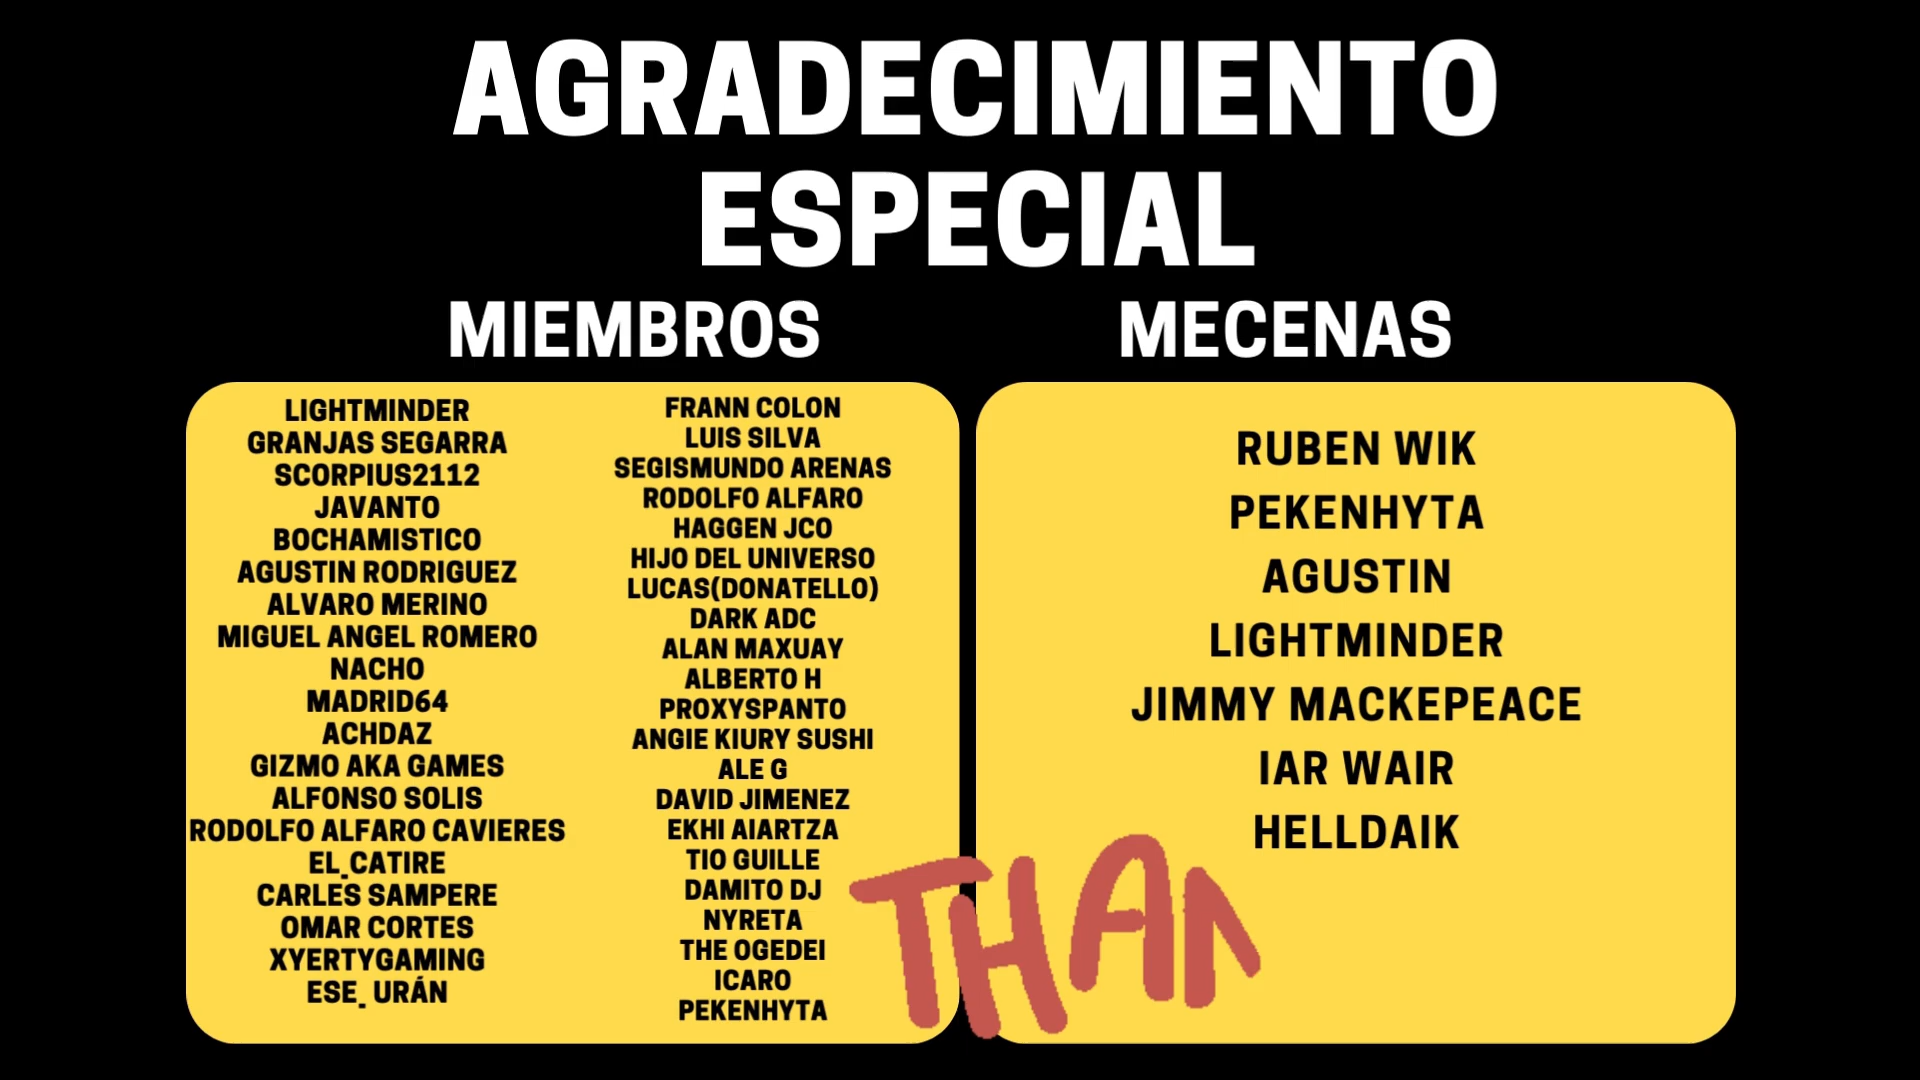 AGRADECIMIENTO
ESPECIAL
MIEMBROS
LIGHTMINDER
GRANJAS SEGARRA
SCORPIUS2112
JAVANTO
BOCHAMISTICO
AGUSTIN RODRIGUEZ
ALVARO MERINO
MIGUEL ANGEL ROMERO
NACHO
MADRID64
ACHDAZ
GIZMO AKA GAMES
ALFONSO SOLIS
RODOLFO ALFARO CAVIERES
EL_CATIRE
CARLES SAMPERE
OMAR CORTES
XYERTYGAMING
ESE_ URÁN
FRANN COLON
LUIS SILVA
SEGISMUNDO ARENAS
RODOLFO ALFARO
HAGGEN JCO
HIJO DEL UNIVERSO
LUCAS(DONATELLO)
DARK ADC
ALAN MAXUAY
ALBERTO H
PROXYSPANTO
ANGIE KIURY SUSHI
ALE G
DAVID JIMENEZ
EKHI AIARTZA
TIO GUILLE
DAMITO DJ
NYRETA
THE OGEDEI
ICARO
PEKENHYTA
MECENAS
RUBEN WIK
PEKENHYTA
AGUSTIN
LIGHTMINDER
JIMMY MACKEPEACE
IAR WAIR
HELLDAIK
THAN